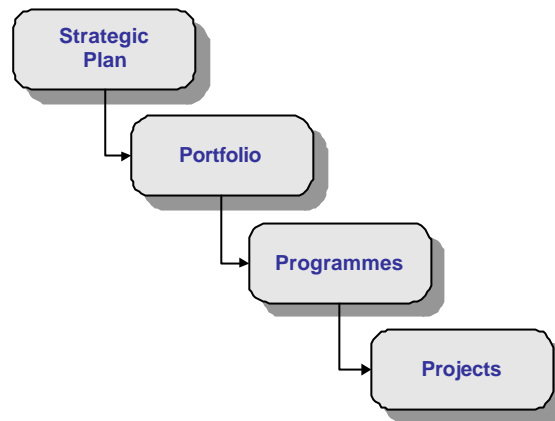 Strategic
Plan
Portfolio
Programmes
Projects